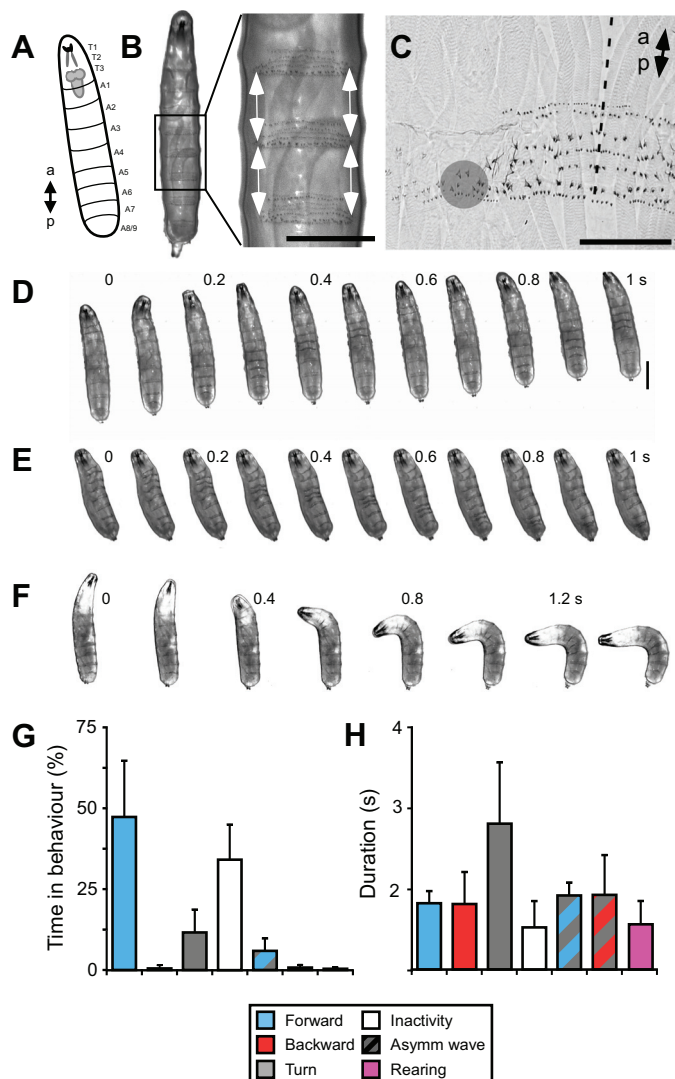 A
T1
T2
T3
A1
A2
A3
A4
A5
A6
A7
A8/9
a
p
B
C
a
p
D
0 0.2 0.4 0.6 0.8 1 s
E
0 0.2 0.4 0.6 0.8 1 s
F
0 0.4 0.8 1.2 s
G
Time in behaviour (%)
75
50
25
0
H
Duration (s)
4
3
2
Forward
Inactivity
Backward
Asymm wave
Turn
Rearing